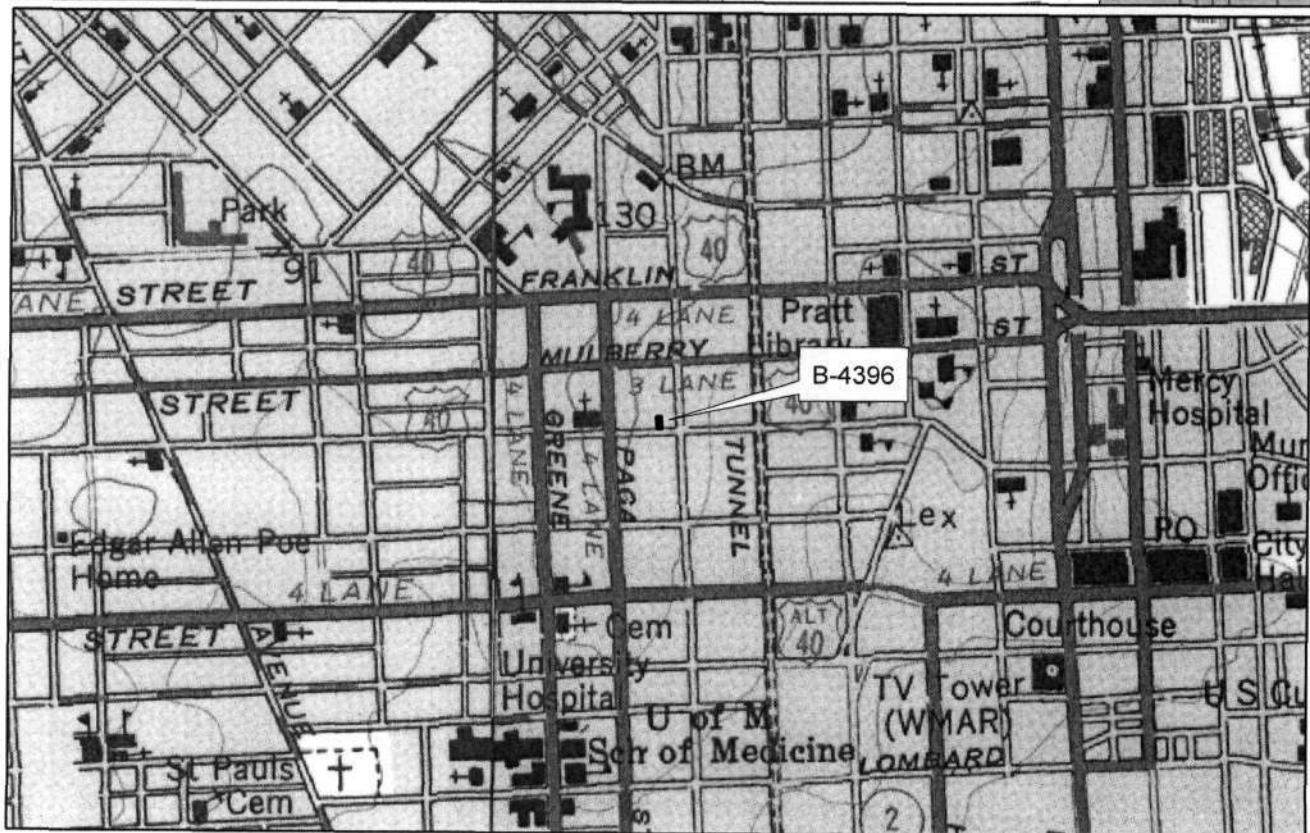 BM
Park
130
40
40
91
FRANKLIN
ST
LANE STREET
4 LANE
Pratt
Library
ST
MULBERRY
3 LANE
B-4396
40
STREET
40
4 LANE
GREENE
PACA
4 LANE
TUNNEL
Mercy
Hospital
ex
PO
City
Edgar Allen Poe
Home
4 LANE
4 LANE
STREET
AVENUE
Cem
ALT
40
Courthouse
University
Hospital
TV Tower
(WMAR)
U S Cu
U of M
Sch of Medicine
LOMBARD
St Pauls
Cem
2